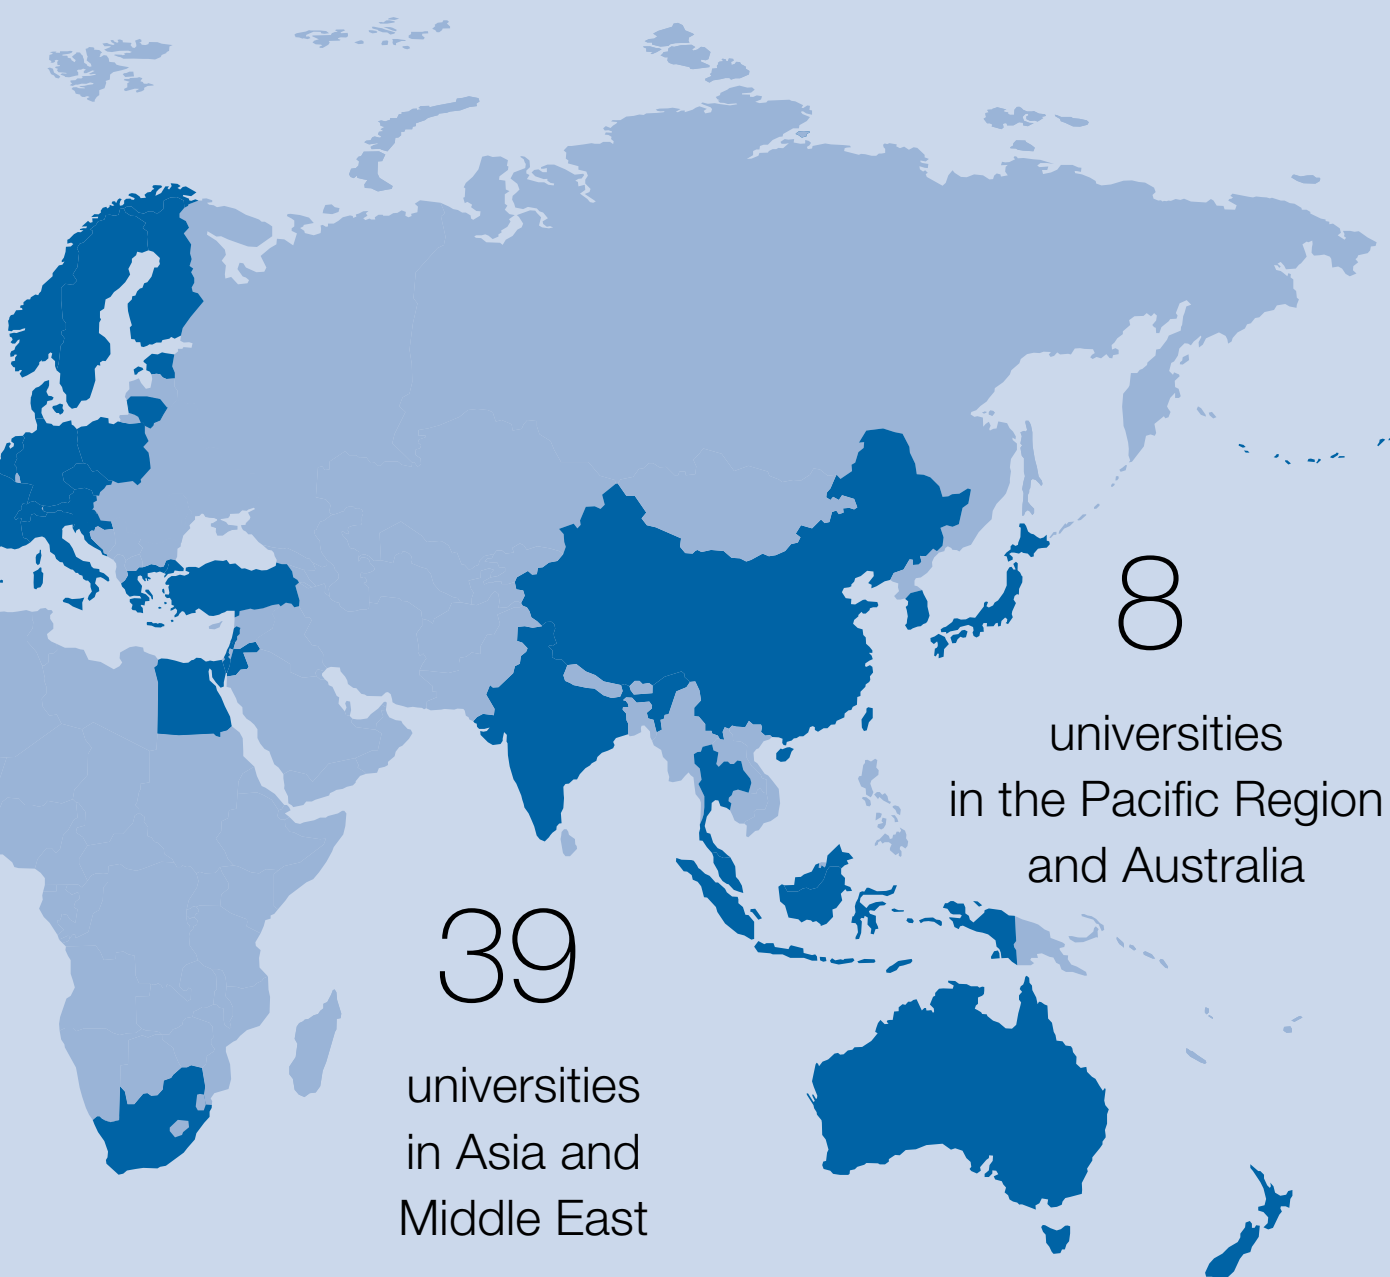 8
universities
in the Pacific Region
and Australia
39
universities
in Asia and
Middle East